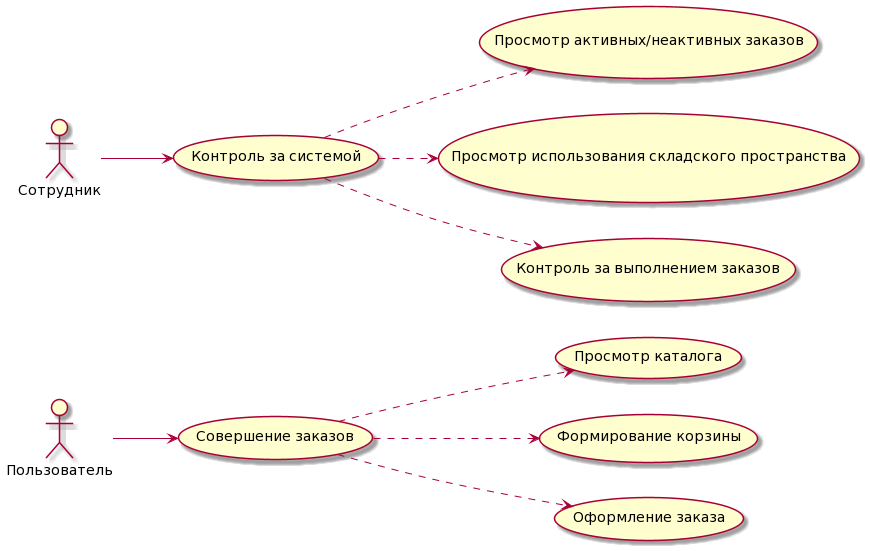 Просмотр активных/неактивных заказов
Контроль за системой
Просмотр использования складского пространства
Сотрудник
Контроль за выполнением заказов
Просмотр каталога
Совершение заказов
Формирование корзины
Пользователь
Оформление заказа